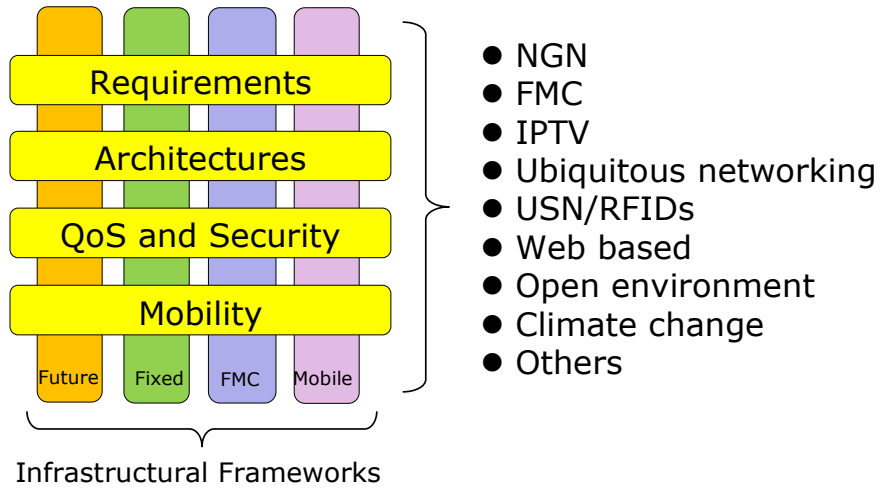 Requirements
Architectures
QoS and Security
Mobility
Future Fixed FMC Mobile
Infrastructural Frameworks
● NGN
● FMC
● IPTV
● Ubiquitous networking
● USN/RFIDs
● Web based
● Open environment
● Climate change
● Others